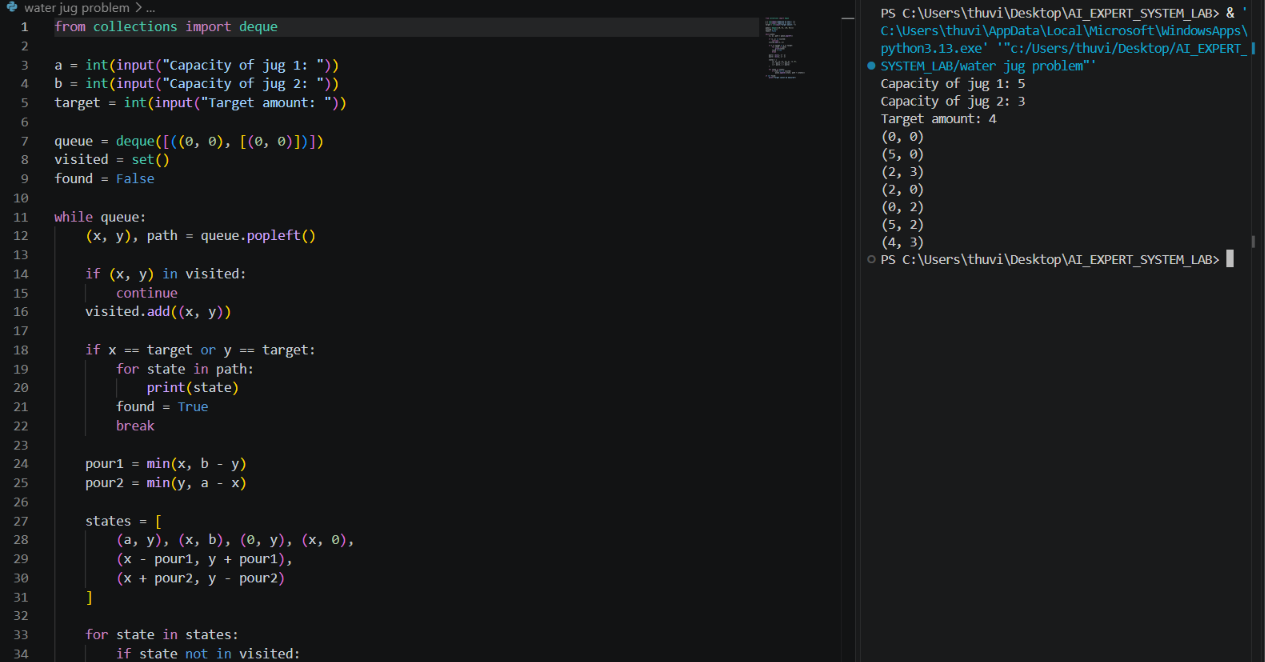 water jug problem > ...
1 from collections import deque
2
3 a = int(input("Capacity of jug 1: "))
4 b = int(input("Capacity of jug 2: "))
5 target = int(input("Target amount: "))
6
7 queue = deque([((0, 0), [(0, 0)])])
8 visited = set()
9 found = False
10
11 while queue:
12     (x, y), path = queue.popleft()
13
14     if (x, y) in visited:
15         continue
16     visited.add((x, y))
17
18     if x == target or y == target:
19         for state in path:
20             print(state)
21         found = True
22         break
23
24     pour1 = min(x, b - y)
25     pour2 = min(y, a - x)
26
27     states = [
28         (a, y), (x, b), (0, y), (x, 0),
29         (x - pour1, y + pour1),
30         (x + pour2, y - pour2)
31     ]
32
33     for state in states:
34         if state not in visited:
PS C:\Users\thuvi\Desktop\AI_EXPERT_SYSTEM_LAB> & '
C:\Users\thuvi\AppData\Local\Microsoft\WindowsApps\
python3.13.exe' '"c:/Users/thuvi/Desktop/AI_EXPERT_
SYSTEM_LAB/water jug problem"'
Capacity of jug 1: 5
Capacity of jug 2: 3
Target amount: 4
(0, 0)
(5, 0)
(2, 3)
(2, 0)
(0, 2)
(5, 2)
(4, 3)
PS C:\Users\thuvi\Desktop\AI_EXPERT_SYSTEM_LAB>